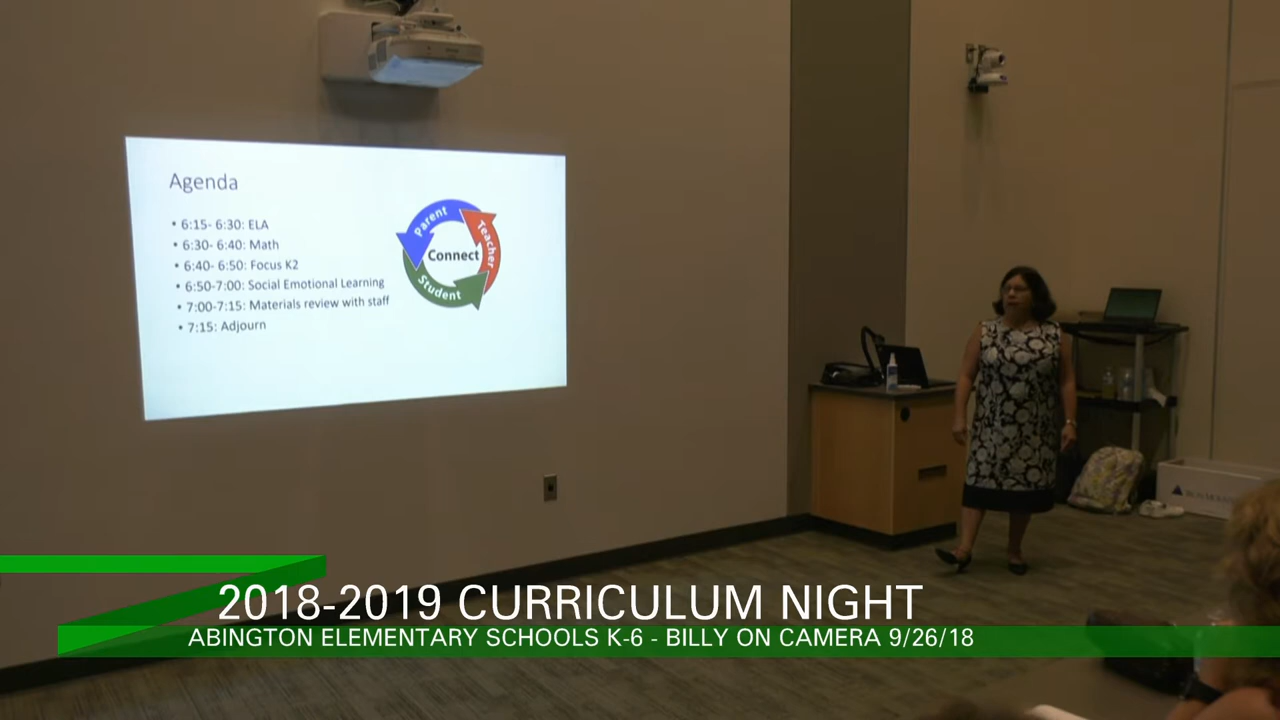 Agenda
• 6:15- 6:30: ELA
• 6:30- 6:40: Math
• 6:40- 6:50: Focus K2
• 6:50-7:00: Social Emotional Learning
• 7:00-7:15: Materials review with staff
• 7:15: Adjourn
Parent
Teacher
Connect
Student
2018-2019 CURRICULUM NIGHT
ABINGTON ELEMENTARY SCHOOLS K-6 - BILLY ON CAMERA 9/26/18